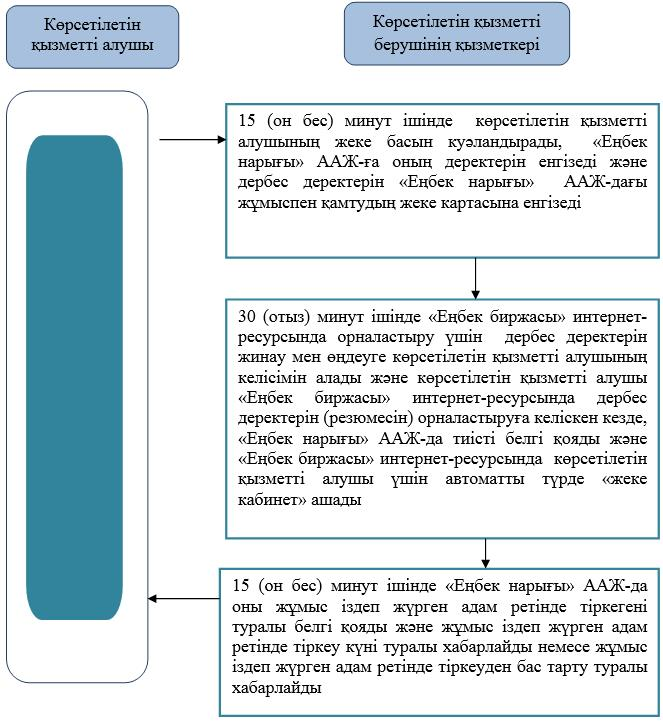 Көрсетілетін
қызметті алушы
Көрсетілетін қызметті
берушінің қызметкері
15 (он бес) минут ішінде көрсетілетін қызметті
алушының жеке басын куәландырады, «Еңбек
нарығы» ААЖ-ға оның деректерін енгізеді және
дербес деректерін «Еңбек нарығы» ААЖ-дағы
жұмыспен қамтудың жеке картасына енгізеді
30 (отыз) минут ішінде «Еңбек биржасы» интернет-
ресурсында орналастыру үшін дербес деректерін
жинау мен өңдеуге көрсетілетін қызметті алушының
келісімін алады және көрсетілетін қызметті алушы
«Еңбек биржасы» интернет-ресурсында дербес
деректерін (резюмесін) орналастыруға келіскен кезде,
«Еңбек нарығы» ААЖ-да тиісті белгі қояды және
«Еңбек биржасы» интернет-ресурсында көрсетілетін
қызметті алушы үшін автоматты түрде «жеке
кабинет» ашады
15 (он бес) минут ішінде «Еңбек нарығы» ААЖ-да
оны жұмыс іздеп жүрген адам ретінде тіркегені
туралы белгі қояды және жұмыс іздеп жүрген адам
ретінде тіркеу күні туралы хабарлайды немесе жұмыс
іздеп жүрген адам ретінде тіркеуден бас тарту туралы
хабарлайды